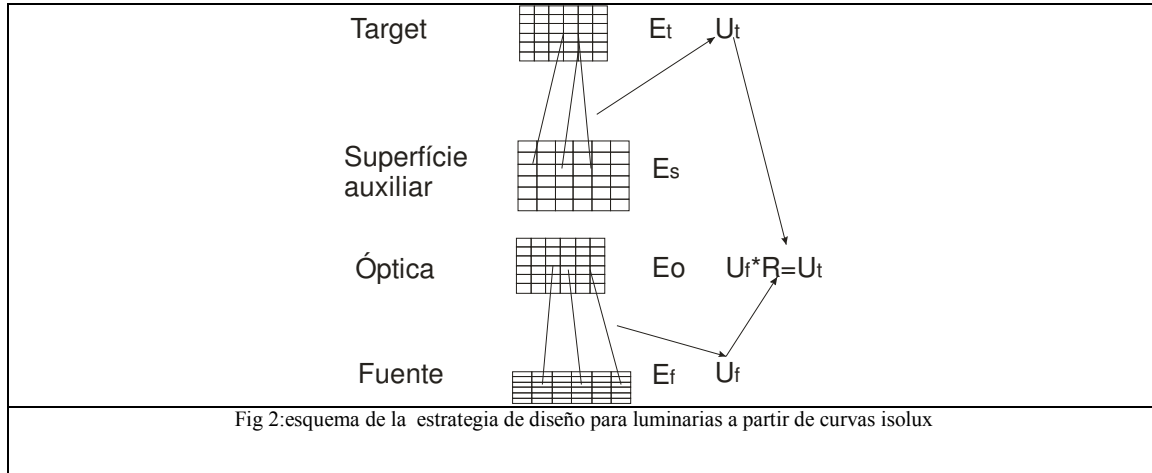 Target Et Ut
Superfície Es
auxiliar
Óptica Eo Uf*R=Ut
Fuente Ef Uf
Fig 2:esquema de la estrategia de diseño para luminarias a partir de curvas isolux